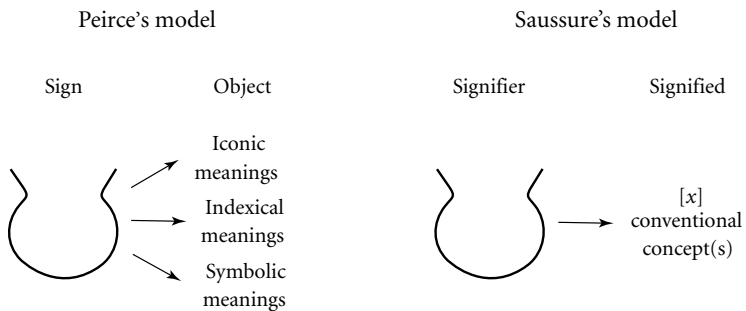 Peirce’s model
Sign Object
Iconic
meanings
Indexical
meanings
Symbolic
meanings
Saussure’s model
Signifier Signified
[x]
conventional
concept(s)